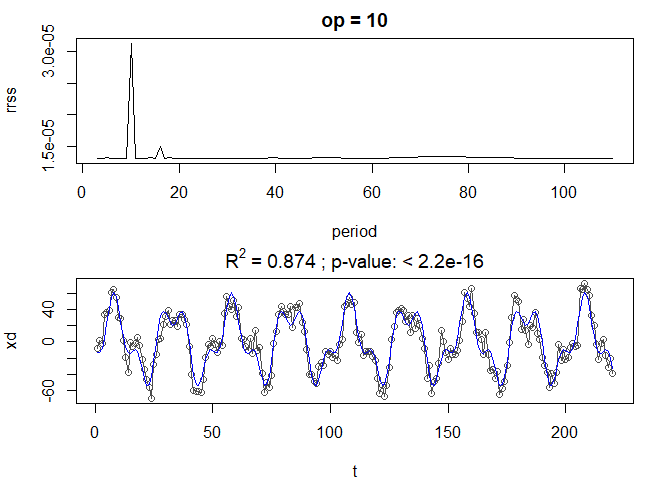 op = 10
rrss
1.5e-05 3.0e-05
0 20 40 60 80 100
period
R2 = 0.874 ; p-value: < 2.2e-16
xd
-60 0 40
0 50 100 150 200
t